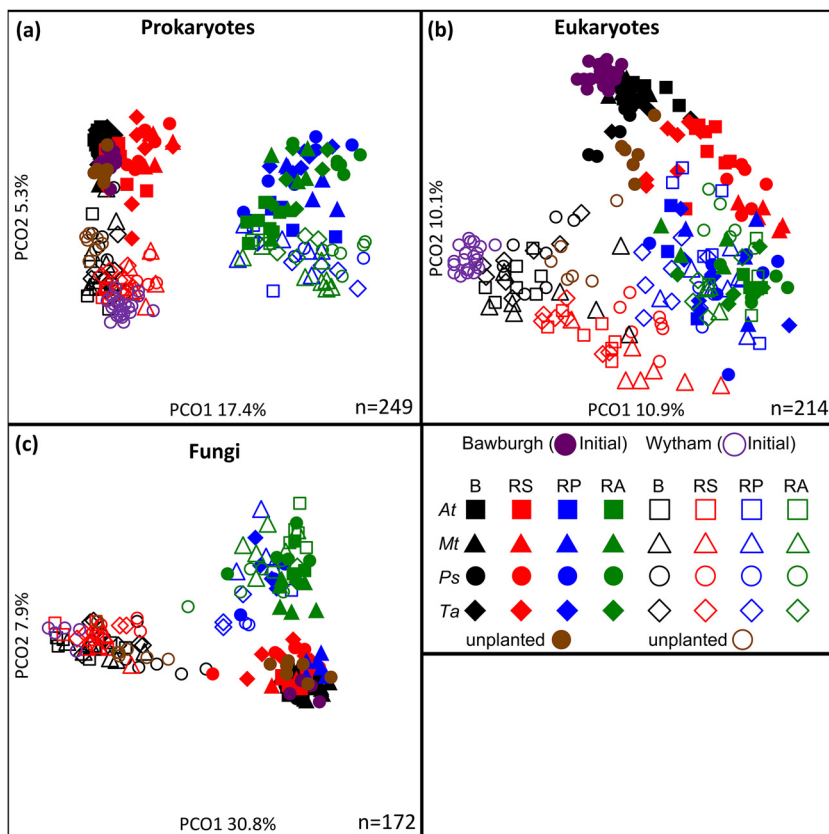 (a) Prokaryotes
PCO2 5.3%
PCO1 17.4% n=249
(b) Eukaryotes
PCO2 10.1%
PCO1 10.9% n=214
(c) Fungi
PCO2 7.9%
PCO1 30.8% n=172
Bawburgh ( Initial) Wytham ( Initial)
B RS RP RA B RS RP RA
At
Mt
Ps
Ta
unplanted unplanted